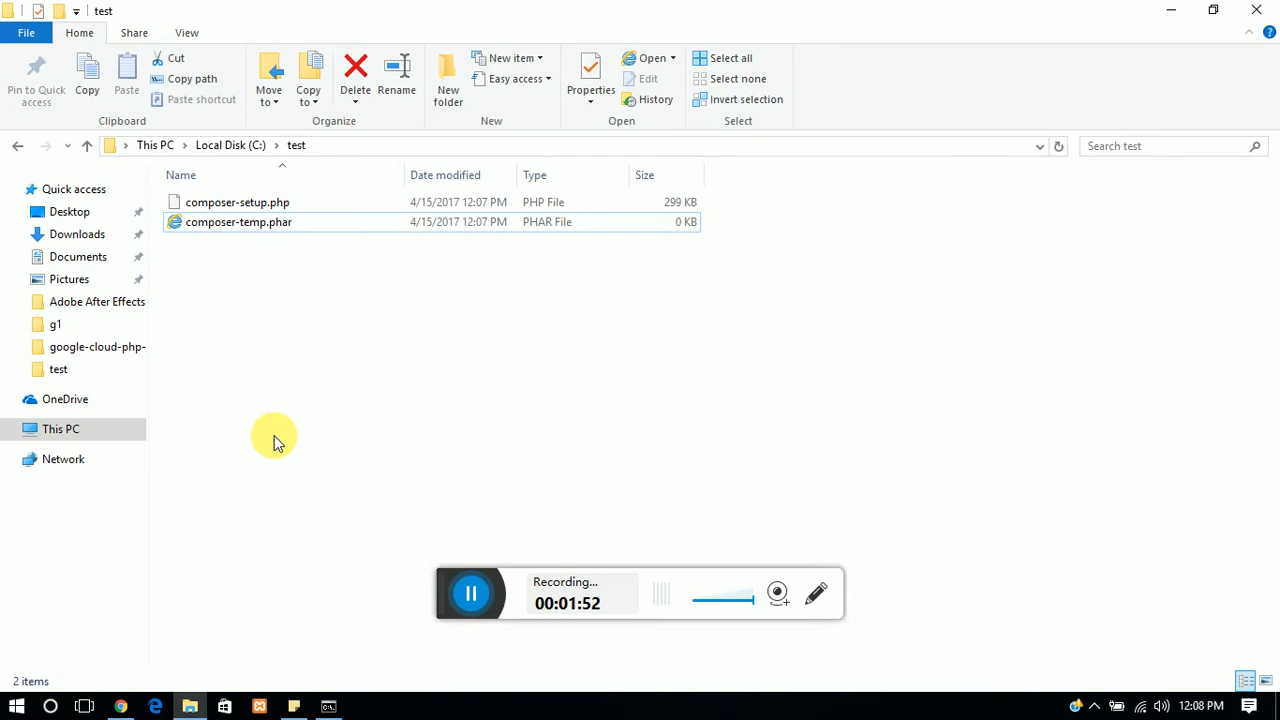 test
File Home Share View
Pin to Quick access
Copy
Paste
Cut
Copy path
Paste shortcut
Clipboard
Move to
Copy to
Delete
Rename
Organize
New folder
New item
Easy access
New
Properties
Open
Edit
History
Open
Select all
Select none
Invert selection
Select
This PC Local Disk (C:) test
Search test
Name Date modified Type Size
composer-setup.php 4/15/2017 12:07 PM PHP File 299 KB
composer-temp.phar 4/15/2017 12:07 PM PHAR File 0 KB
Quick access
Desktop
Downloads
Documents
Pictures
Adobe After Effects
g1
google-cloud-php-
test
OneDrive
This PC
Network
Recording...
00:01:52
2 items
12:08 PM